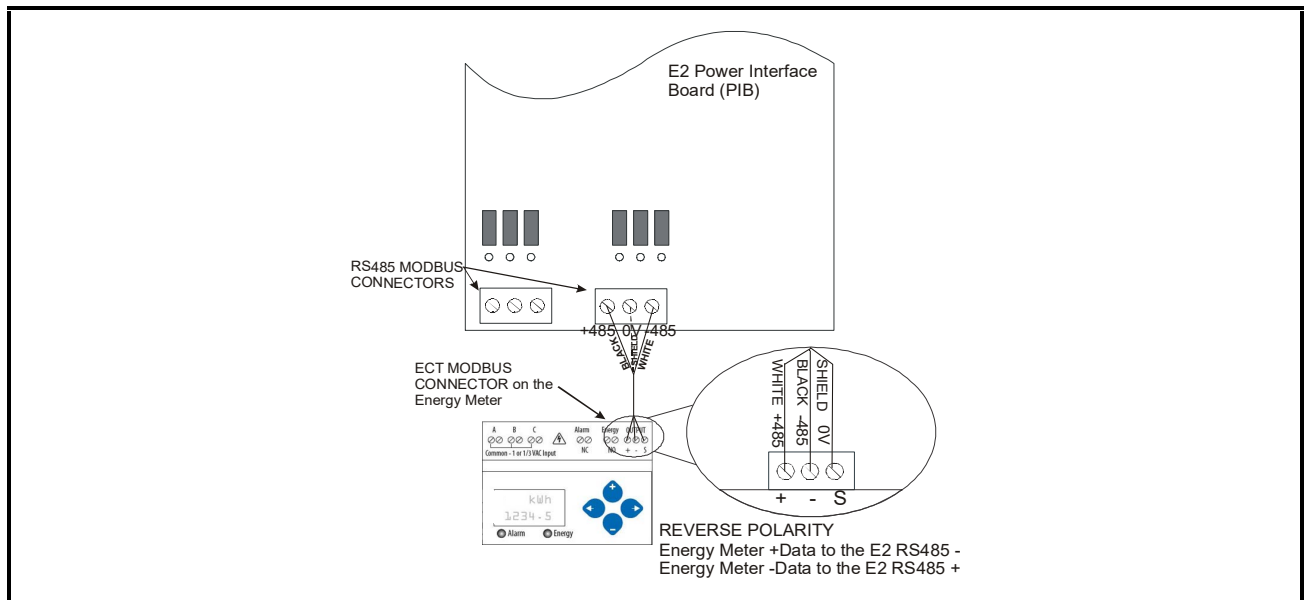 E2 Power Interface
Board (PIB)
RS485 MODBUS
CONNECTORS
+485 0V -485
BLACK
SHIELD
WHITE
ECT MODBUS
CONNECTOR on the
Energy Meter
A B C Alarm Energy OUTPUT
Common - 1 or 1/3 VAC Input NC NO + - S
kWh
1234.5
Alarm Energy
WHITE +485
BLACK -485
SHIELD 0V
+ - S
REVERSE POLARITY
Energy Meter +Data to the E2 RS485 -
Energy Meter -Data to the E2 RS485 +